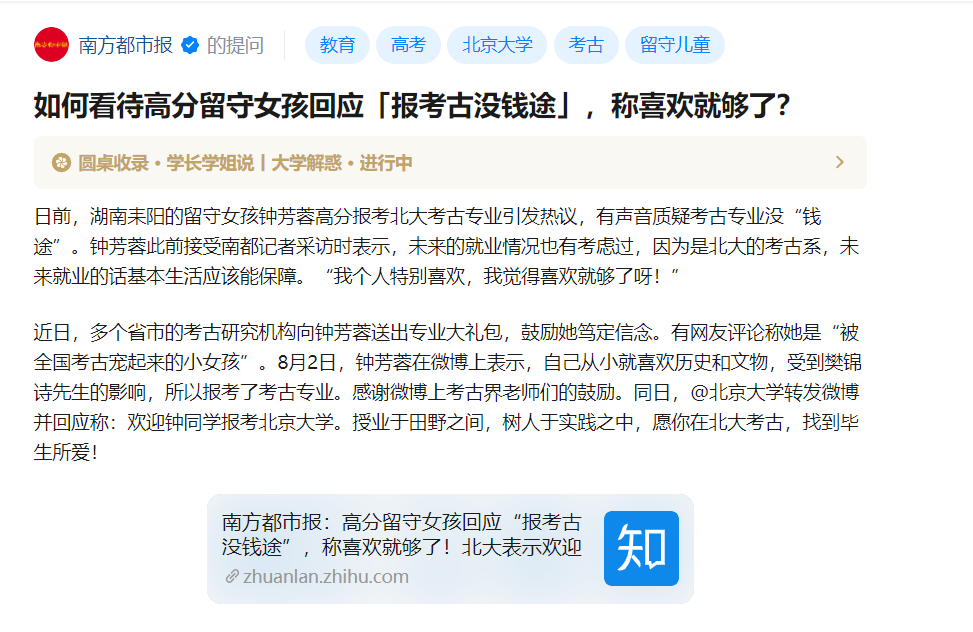 南方都市报 的提问 教育 高考 北京大学 考古 留守儿童
如何看待高分留守女孩回应「报考古没钱途」，称喜欢就够了？
圆桌收录·学长学姐说丨大学解惑·进行中
日前，湖南耒阳的留守女孩钟芳蓉高分报考北大考古专业引发热议，有声音质疑考古专业没“钱
途”。钟芳蓉此前接受南都记者采访时表示，未来的就业情况也有考虑过，因为是北大的考古系，未
来就业的话基本生活应该能保障。“我个人特别喜欢，我觉得喜欢就够了呀！”
近日，多个省市的考古研究机构向钟芳蓉送出专业大礼包，鼓励她笃定信念。有网友评论称她是“被
全国考古宠起来的小女孩”。8月2日，钟芳蓉在微博上表示，自己从小就喜欢历史和文物，受到樊锦
诗先生的影响，所以报考了考古专业。感谢微博上考古界老师们的鼓励。同日，@北京大学转发微博
并回应称：欢迎钟同学报考北京大学。授业于田野之间，树人于实践之中，愿你在北大考古，找到毕
生所爱！
南方都市报：高分留守女孩回应“报考古
没钱途”，称喜欢就够了！北大表示欢迎
zhuanlan.zhihu.com
知